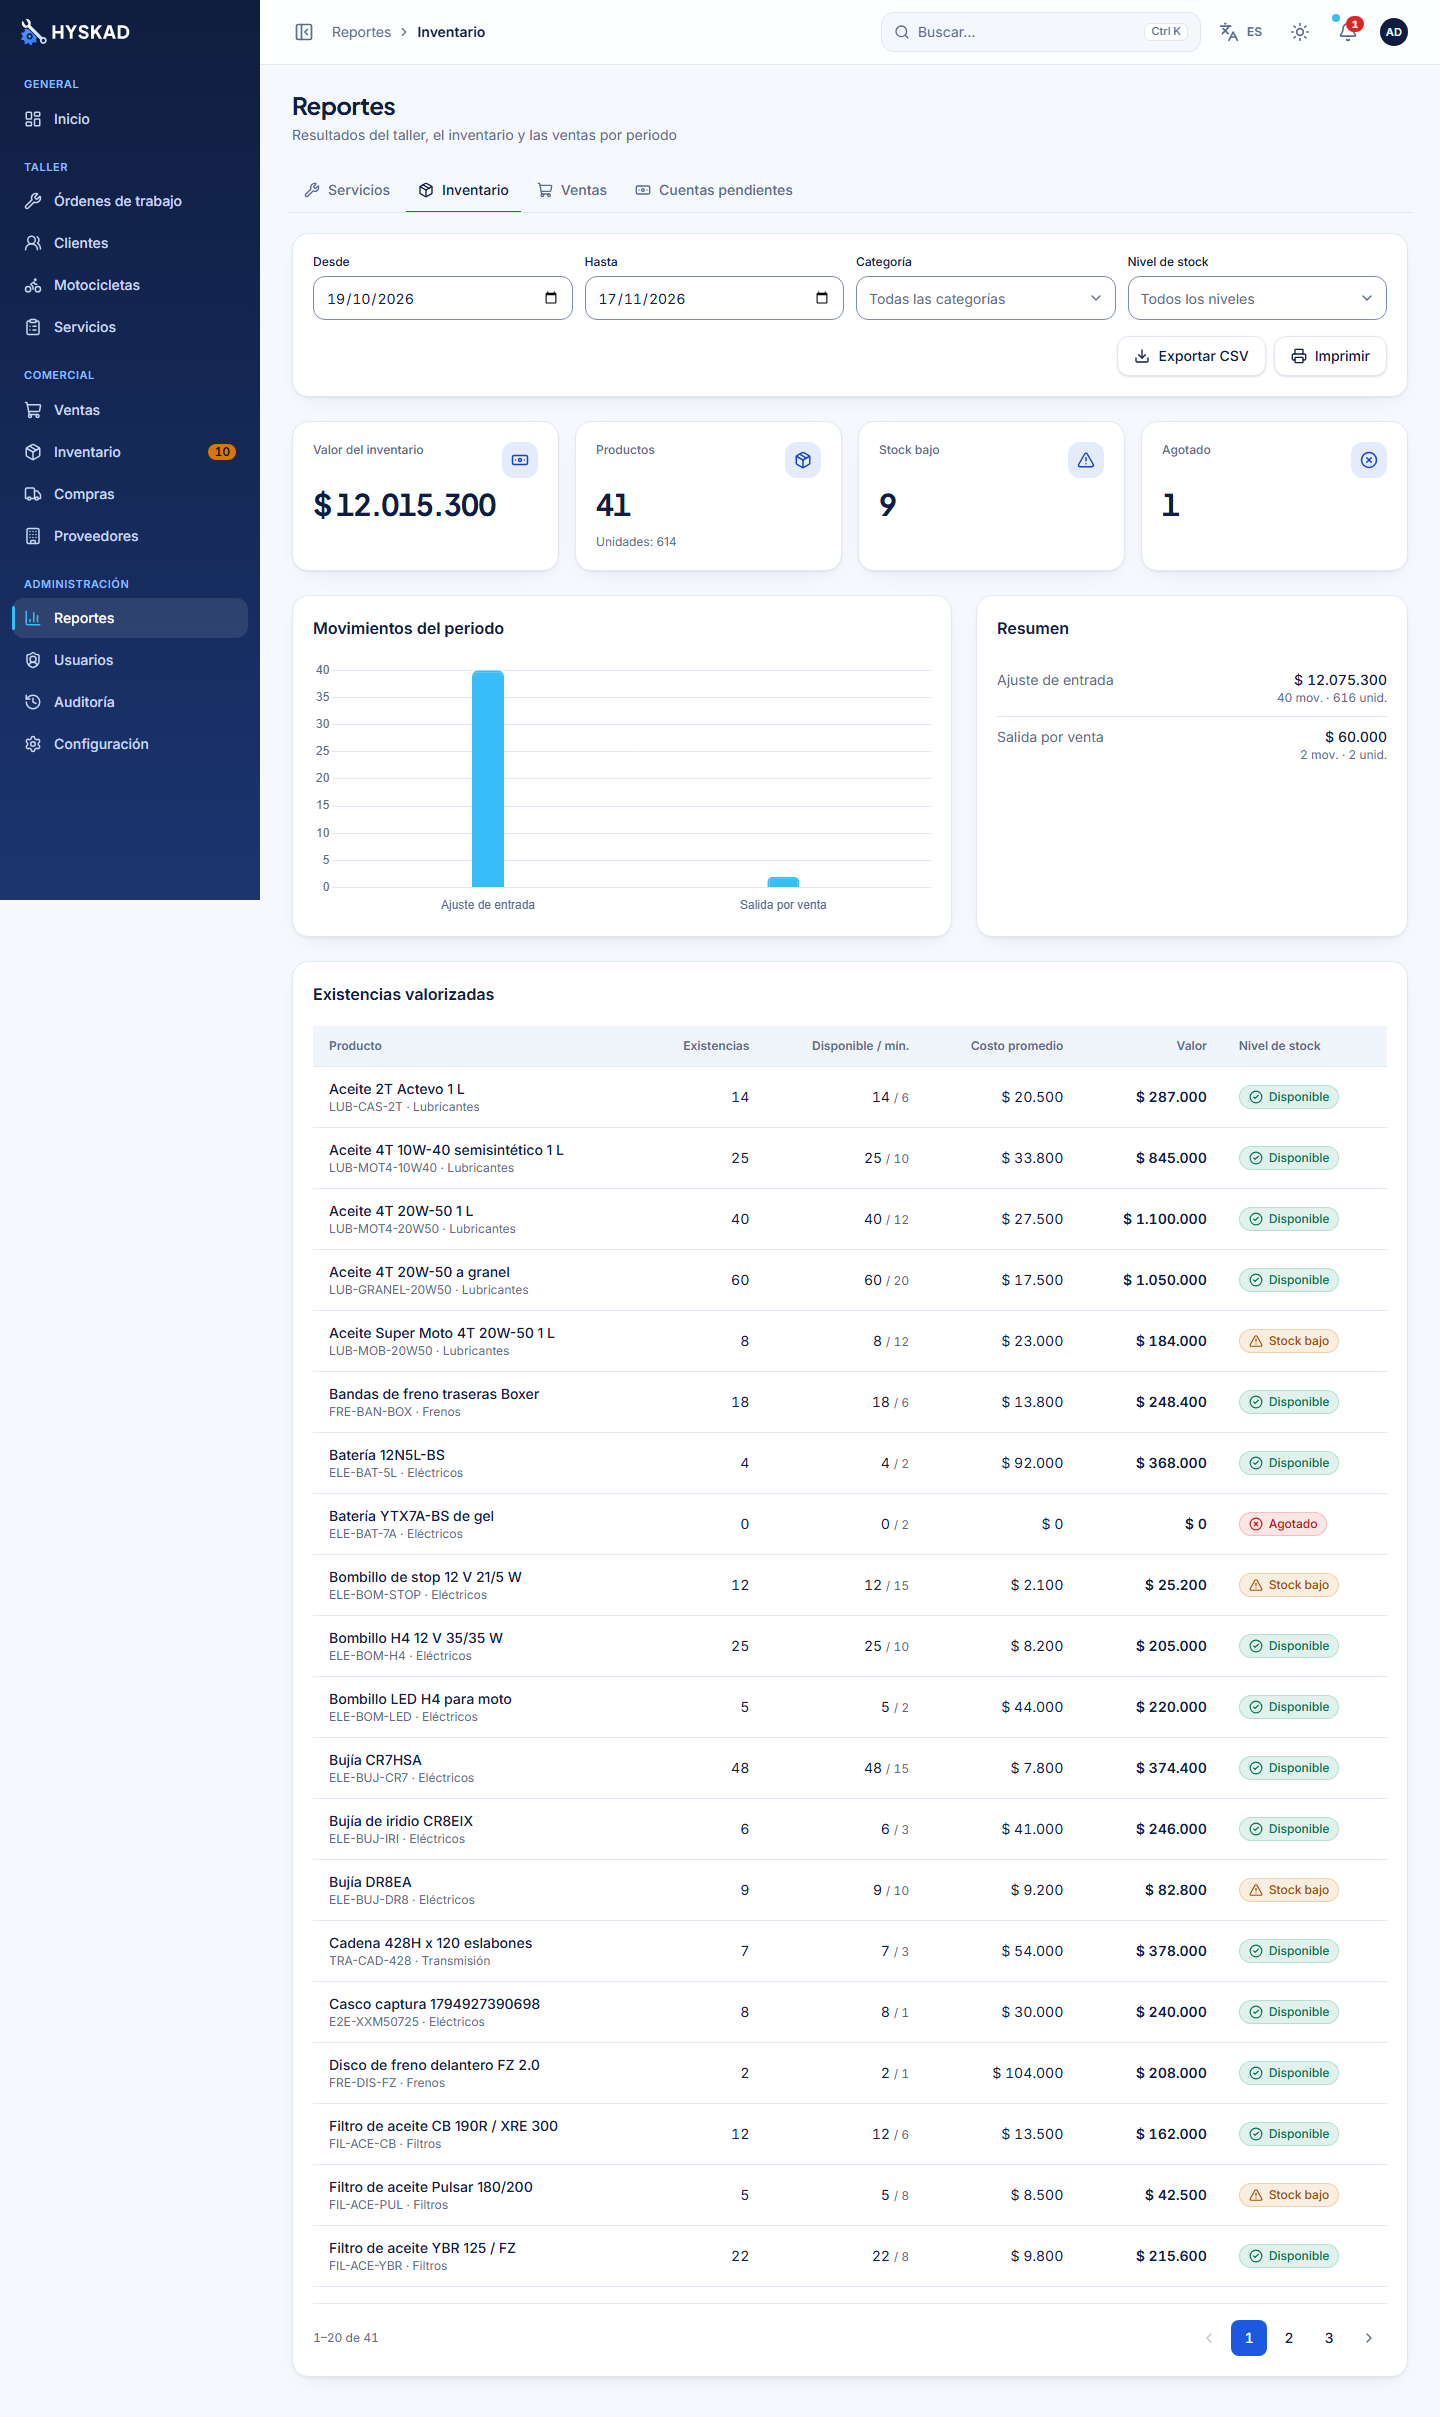 HYSKAD
GENERAL
Inicio
TALLER
Órdenes de trabajo
Clientes
Motocicletas
Servicios
COMERCIAL
Ventas
Inventario 10
Compras
Proveedores
ADMINISTRACIÓN
Reportes
Usuarios
Auditoría
Configuración
Reportes > Inventario
Buscar... Ctrl K
ES
1
AD
Reportes
Resultados del taller, el inventario y las ventas por periodo
Servicios Inventario Ventas Cuentas pendientes
Desde Hasta Categoría Nivel de stock
19/10/2026 17/11/2026 Todas las categorías Todos los niveles
Exportar CSV Imprimir
Valor del inventario
$ 12.015.300
Productos
41
Unidades: 614
Stock bajo
9
Agotado
1
Movimientos del periodo
40
35
30
25
20
15
10
5
0
Ajuste de entrada Salida por venta
Resumen
Ajuste de entrada $ 12.075.300
40 mov. · 616 unid.
Salida por venta $ 60.000
2 mov. · 2 unid.
Existencias valorizadas
Producto Existencias Disponible / mín. Costo promedio Valor Nivel de stock
Aceite 2T Actevo 1 L 14 14 / 6 $ 20.500 $ 287.000 Disponible
LUB-CAS-2T · Lubricantes
Aceite 4T 10W-40 semisintético 1 L 25 25 / 10 $ 33.800 $ 845.000 Disponible
LUB-MOT4-10W40 · Lubricantes
Aceite 4T 20W-50 1 L 40 40 / 12 $ 27.500 $ 1.100.000 Disponible
LUB-MOT4-20W50 · Lubricantes
Aceite 4T 20W-50 a granel 60 60 / 20 $ 17.500 $ 1.050.000 Disponible
LUB-GRANEL-20W50 · Lubricantes
Aceite Super Moto 4T 20W-50 1 L 8 8 / 12 $ 23.000 $ 184.000 Stock bajo
LUB-MOB-20W50 · Lubricantes
Bandas de freno traseras Boxer 18 18 / 6 $ 13.800 $ 248.400 Disponible
FRE-BAN-BOX · Frenos
Batería 12N5L-BS 4 4 / 2 $ 92.000 $ 368.000 Disponible
ELE-BAT-5L · Eléctricos
Batería YTX7A-BS de gel 0 0 / 2 $ 0 $ 0 Agotado
ELE-BAT-7A · Eléctricos
Bombillo de stop 12 V 21/5 W 12 12 / 15 $ 2.100 $ 25.200 Stock bajo
ELE-BOM-STOP · Eléctricos
Bombillo H4 12 V 35/35 W 25 25 / 10 $ 8.200 $ 205.000 Disponible
ELE-BOM-H4 · Eléctricos
Bombillo LED H4 para moto 5 5 / 2 $ 44.000 $ 220.000 Disponible
ELE-BOM-LED · Eléctricos
Bujía CR7HSA 48 48 / 15 $ 7.800 $ 374.400 Disponible
ELE-BUJ-CR7 · Eléctricos
Bujía de iridio CR8EIX 6 6 / 3 $ 41.000 $ 246.000 Disponible
ELE-BUJ-IRI · Eléctricos
Bujía DR8EA 9 9 / 10 $ 9.200 $ 82.800 Stock bajo
ELE-BUJ-DR8 · Eléctricos
Cadena 428H x 120 eslabones 7 7 / 3 $ 54.000 $ 378.000 Disponible
TRA-CAD-428 · Transmisión
Casco captura 1794927390698 8 8 / 1 $ 30.000 $ 240.000 Disponible
E2E-XXM50725 · Eléctricos
Disco de freno delantero FZ 2.0 2 2 / 1 $ 104.000 $ 208.000 Disponible
FRE-DIS-FZ · Frenos
Filtro de aceite CB 190R / XRE 300 12 12 / 6 $ 13.500 $ 162.000 Disponible
FIL-ACE-CB · Filtros
Filtro de aceite Pulsar 180/200 5 5 / 8 $ 8.500 $ 42.500 Stock bajo
FIL-ACE-PUL · Filtros
Filtro de aceite YBR 125 / FZ 22 22 / 8 $ 9.800 $ 215.600 Disponible
FIL-ACE-YBR · Filtros
1–20 de 41 1 2 3